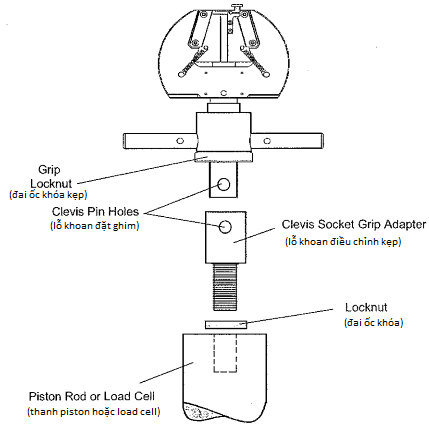 Grip
Locknut
(đai ốc khóa kẹp)
Clevis Pin Holes
(lỗ khoan đặt ghim)
Clevis Socket Grip Adapter
(lỗ khoan điều chỉnh kẹp)
Locknut
(đai ốc khóa)
Piston Rod or Load Cell
(thanh piston hoặc load cell)